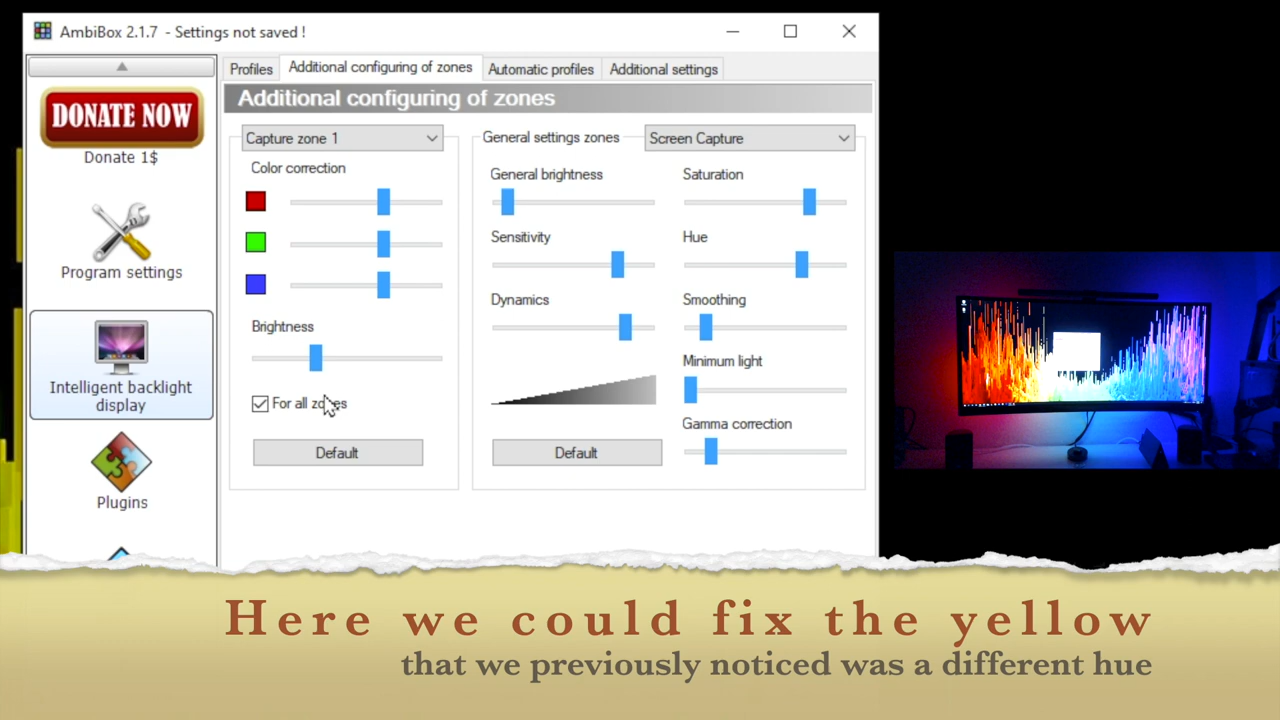 AmbiBox 2.1.7 - Settings not saved !
Profiles
Additional configuring of zones
Automatic profiles
Additional settings
Additional configuring of zones
DONATE NOW
Donate 1$
Program settings
Intelligent backlight
display
Plugins
Capture zone 1
Color correction
Brightness
For all zones
Default
General settings zones
Screen Capture
General brightness
Saturation
Sensitivity
Hue
Dynamics
Smoothing
Minimum light
Gamma correction
Default
Here we could fix the yellow
that we previously noticed was a different hue